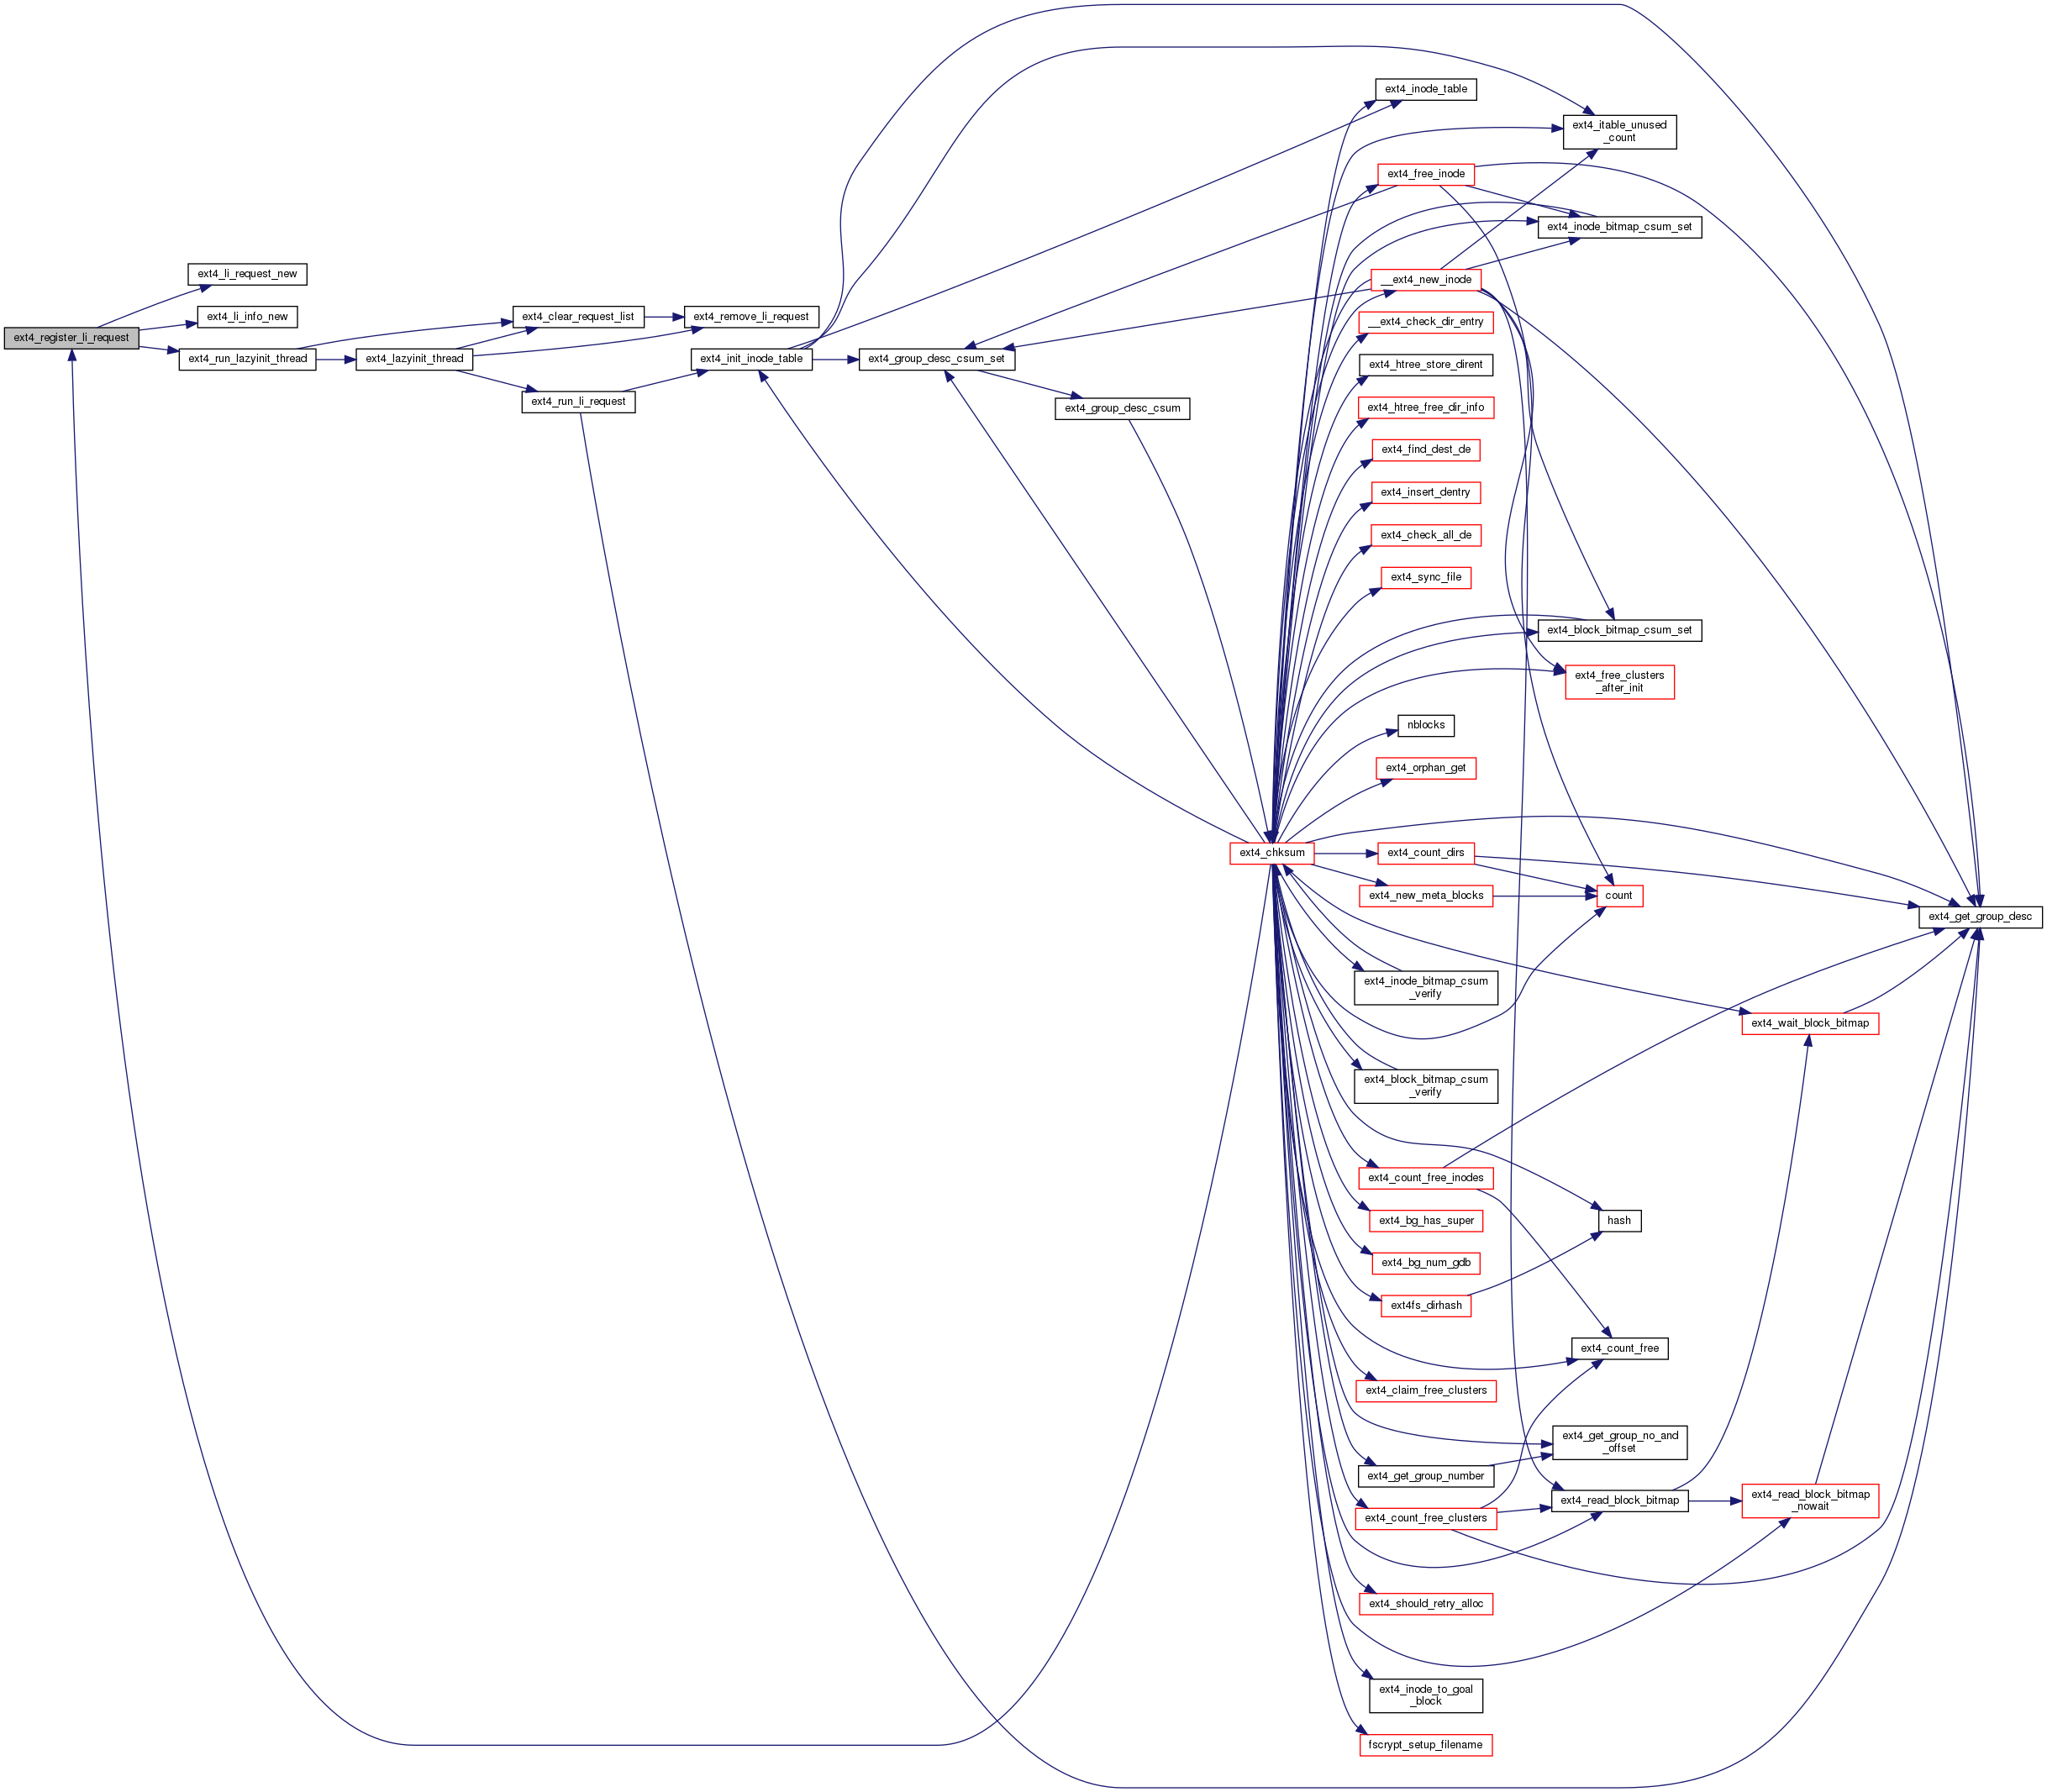 ext4_inode_table
ext4_itable_unused
_count
ext4_free_inode
ext4_inode_bitmap_csum_set
ext4_li_request_new
__ext4_new_inode
ext4_li_info_new
ext4_clear_request_list
ext4_remove_li_request
__ext4_check_dir_entry
ext4_register_li_request
ext4_run_lazyinit_thread
ext4_lazyinit_thread
ext4_init_inode_table
ext4_group_desc_csum_set
ext4_htree_store_dirent
ext4_run_li_request
ext4_group_desc_csum
ext4_htree_free_dir_info
ext4_find_dest_de
ext4_insert_dentry
ext4_check_all_de
ext4_sync_file
ext4_block_bitmap_csum_set
ext4_free_clusters
_after_init
nblocks
ext4_orphan_get
ext4_chksum
ext4_count_dirs
ext4_new_meta_blocks
count
ext4_get_group_desc
ext4_inode_bitmap_csum
_verify
ext4_wait_block_bitmap
ext4_block_bitmap_csum
_verify
ext4_count_free_inodes
ext4_bg_has_super
hash
ext4_bg_num_gdb
ext4fs_dirhash
ext4_count_free
ext4_claim_free_clusters
ext4_get_group_no_and
_offset
ext4_get_group_number
ext4_read_block_bitmap
ext4_read_block_bitmap
_nowait
ext4_count_free_clusters
ext4_should_retry_alloc
ext4_inode_to_goal
_block
fscrypt_setup_filename